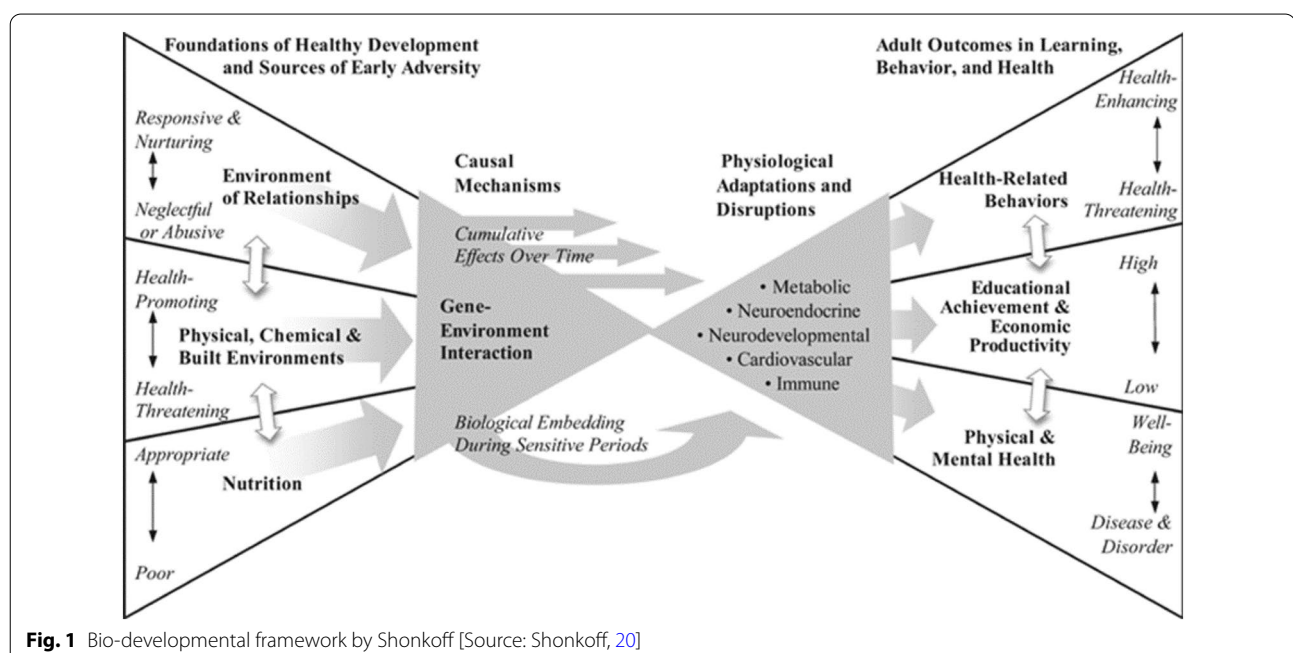 Foundations of Healthy Development
and Sources of Early Adversity
Responsive &
Nurturing
Neglectful
or Abusive
Environment
of Relationships
Health-
Promoting
Health-
Threatening
Physical, Chemical &
Built Environments
Appropriate
Poor
Nutrition
Causal
Mechanisms
Cumulative
Effects Over Time
Gene-
Environment
Interaction
Biological Embedding
During Sensitive Periods
Physiological
Adaptations and
Disruptions
• Metabolic
• Neuroendocrine
• Neurodevelopmental
• Cardiovascular
• Immune
Adult Outcomes in Learning,
Behavior, and Health
Health-Related
Behaviors
Health-
Enhancing
Health-
Threatening
Educational
Achievement &
Economic
Productivity
High
Low
Physical &
Mental Health
Well-
Being
Disease &
Disorder
Fig. 1 Bio-developmental framework by Shonkoff [Source: Shonkoff, 20]